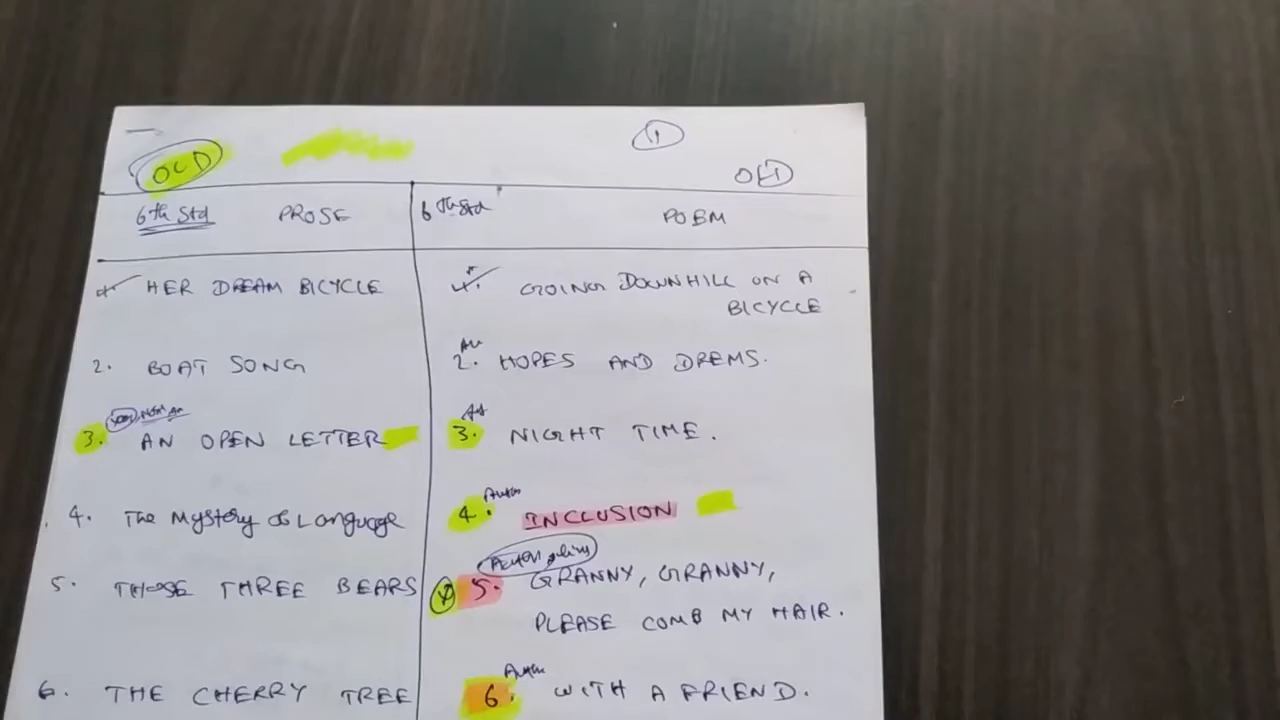 OLD
1
OLD
6th Std PROSE
6th Std POEM
HER DREAM BICYCLE
GOING DOWNHILL ON A
BICYCLE
2. BOAT SONG
2. HOPES AND DREMS.
3. AN OPEN LETTER
3. NIGHT TIME.
4. The Mystery of Language
4. INCLUSION
5. THOSE THREE BEARS
5. GRANNY, GRANNY,
PLEASE COMB MY HAIR.
6. THE CHERRY TREE
6. WITH A FRIEND.